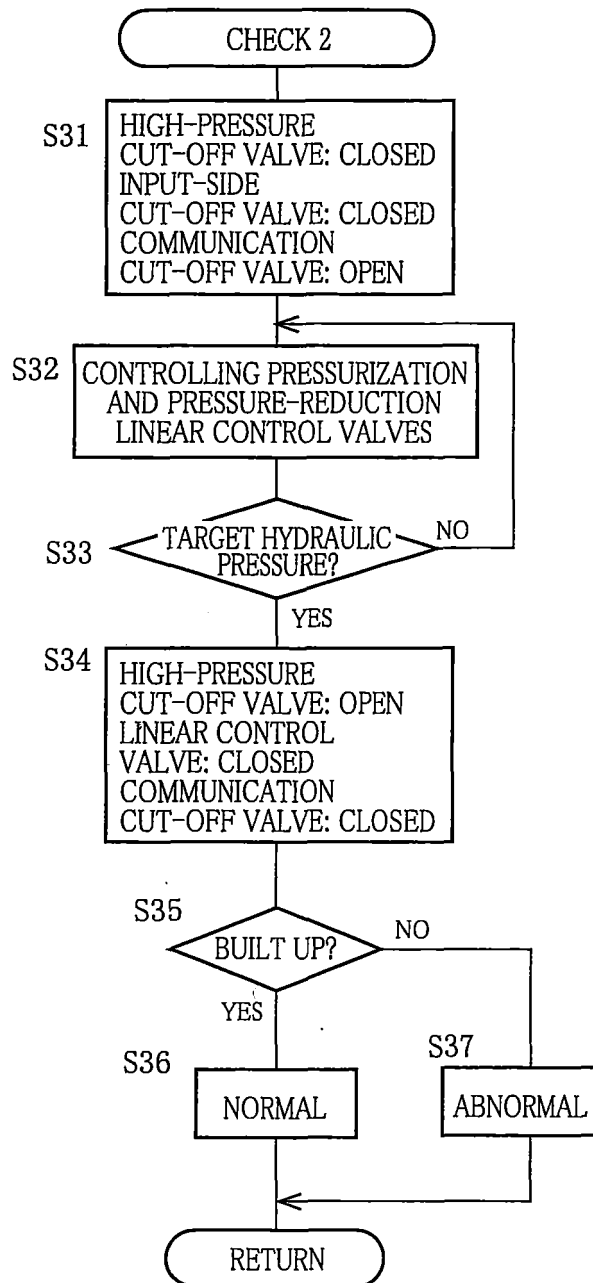 CHECK 2
S31
HIGH-PRESSURE
CUT-OFF VALVE: CLOSED
INPUT-SIDE
CUT-OFF VALVE: CLOSED
COMMUNICATION
CUT-OFF VALVE: OPEN
S32
CONTROLLING PRESSURIZATION
AND PRESSURE-REDUCTION
LINEAR CONTROL VALVES
S33
TARGET HYDRAULIC
PRESSURE?
NO
YES
S34
HIGH-PRESSURE
CUT-OFF VALVE: OPEN
LINEAR CONTROL
VALVE: CLOSED
COMMUNICATION
CUT-OFF VALVE: CLOSED
S35
BUILT UP?
NO
YES
S36
NORMAL
S37
ABNORMAL
RETURN